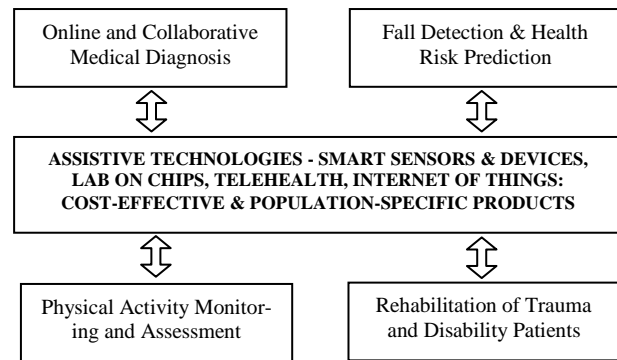 Online and Collaborative
Medical Diagnosis
Fall Detection & Health
Risk Prediction
ASSISTIVE TECHNOLOGIES - SMART SENSORS & DEVICES,
LAB ON CHIPS, TELEHEALTH, INTERNET OF THINGS:
COST-EFFECTIVE & POPULATION-SPECIFIC PRODUCTS
Physical Activity Monitor-
ing and Assessment
Rehabilitation of Trauma
and Disability Patients